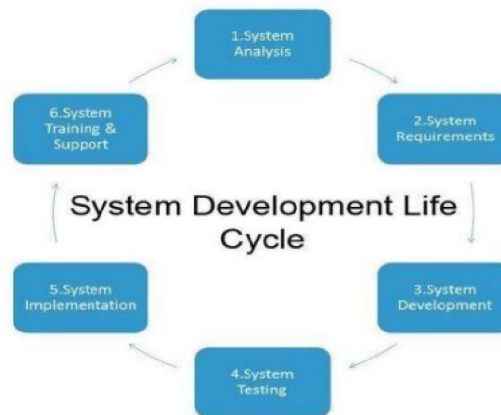 1.System
Analysis
2.System
Requirements
3.System
Development
4.System
Testing
5.System
Implementation
6.System
Training &
Support
System Development Life
Cycle